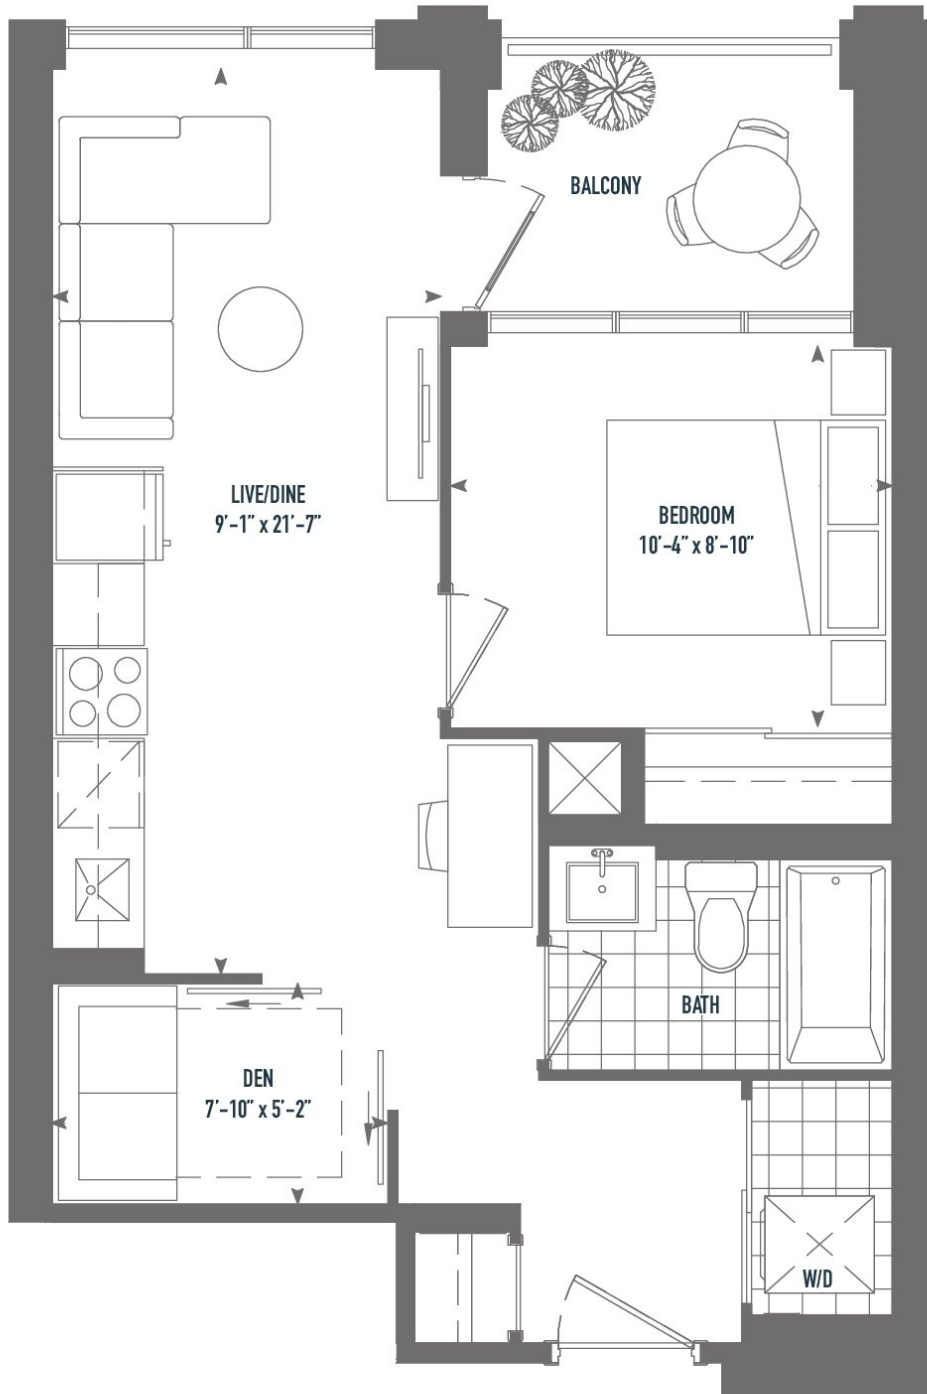 BALCONY
LIVE/DINE
9'-1" x 21'-7"
BEDROOM
10'-4" x 8'-10"
BATH
DEN
7'-10" x 5'-2"
W/D